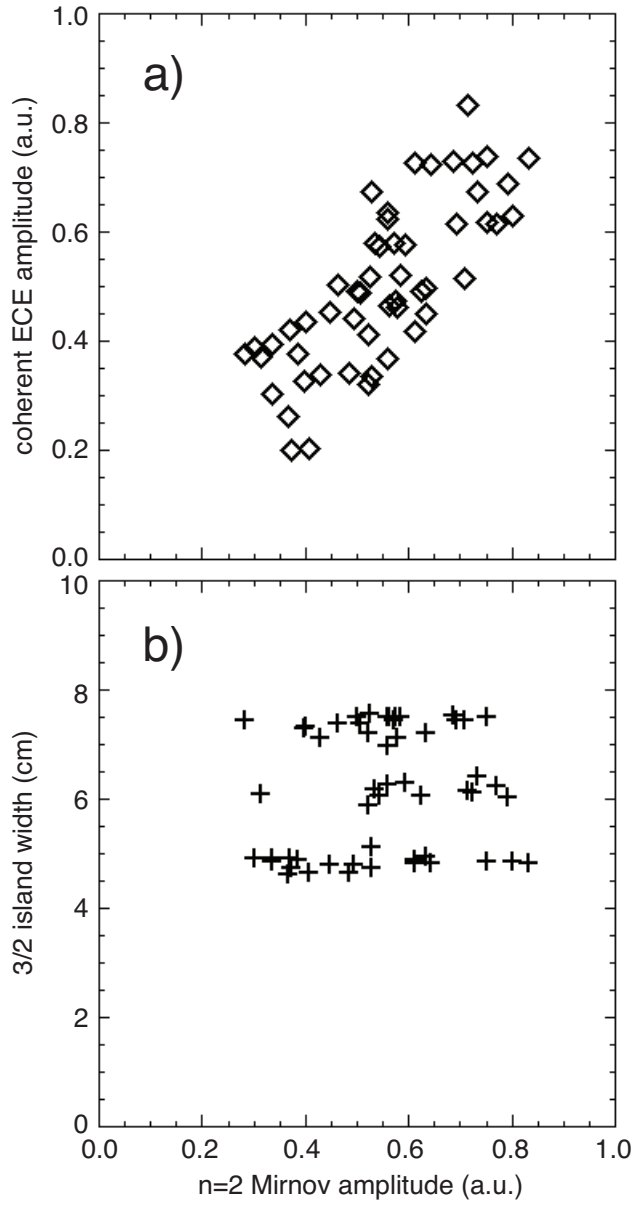 1.0
a)
0.8
0.6
0.4
0.2
0.0
coherent ECE amplitude (a.u.)
10
b)
8
6
4
2
0
3/2 island width (cm)
0.0 0.2 0.4 0.6 0.8 1.0
n=2 Mirnov amplitude (a.u.)